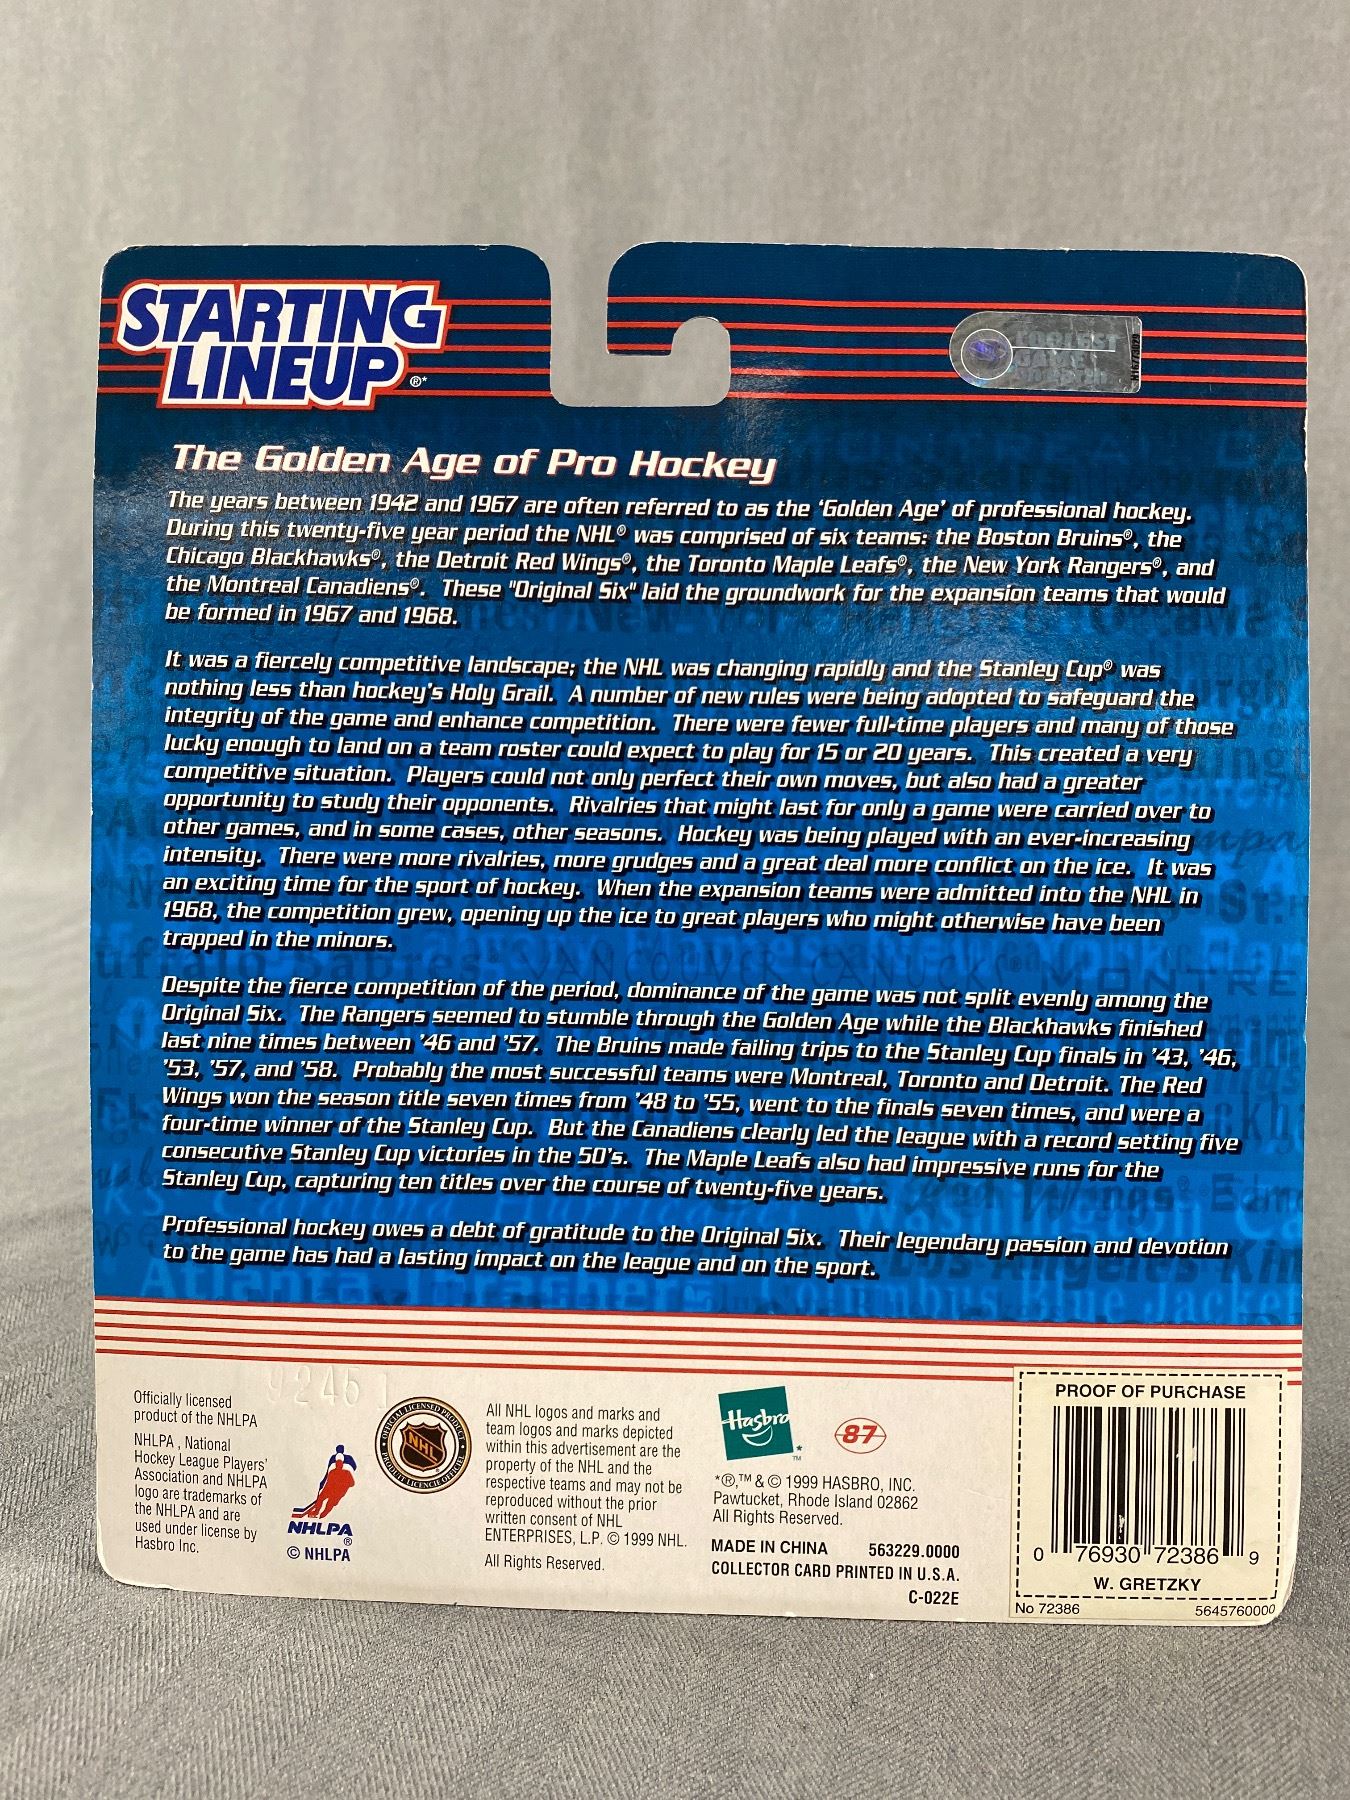 STARTING
LINEUP ®*
COOLEST
GAME
The Golden Age of Pro Hockey
The years between 1942 and 1967 are often referred to as the 'Golden Age' of professional hockey.
During this twenty-five year period the NHL® was comprised of six teams: the Boston Bruins®, the
Chicago Blackhawks®, the Detroit Red Wings®, the Toronto Maple Leafs®, the New York Rangers®, and
the Montreal Canadiens®. These "Original Six" laid the groundwork for the expansion teams that would
be formed in 1967 and 1968.
It was a fiercely competitive landscape; the NHL was changing rapidly and the Stanley Cup® was
nothing less than hockey's Holy Grail. A number of new rules were being adopted to safeguard the
integrity of the game and enhance competition. There were fewer full-time players and many of those
lucky enough to land on a team roster could expect to play for 15 or 20 years. This created a very
competitive situation. Players could not only perfect their own moves, but also had a greater
opportunity to study their opponents. Rivalries that might last for only a game were carried over to
other games, and in some cases, other seasons. Hockey was being played with an ever-increasing
intensity. There were more rivalries, more grudges and a great deal more conflict on the ice. It was
an exciting time for the sport of hockey. When the expansion teams were admitted into the NHL in
1968, the competition grew, opening up the ice to great players who might otherwise have been
trapped in the minors.
Despite the fierce competition of the period, dominance of the game was not split evenly among the
Original Six. The Rangers seemed to stumble through the Golden Age while the Blackhawks finished
last nine times between '46 and '57. The Bruins made failing trips to the Stanley Cup finals in '43, '46,
'53, '57, and '58. Probably the most successful teams were Montreal, Toronto and Detroit. The Red
Wings won the season title seven times from '48 to '55, went to the finals seven times, and were a
four-time winner of the Stanley Cup. But the Canadiens clearly led the league with a record setting five
consecutive Stanley Cup victories in the 50's. The Maple Leafs also had impressive runs for the
Stanley Cup, capturing ten titles over the course of twenty-five years.
Professional hockey owes a debt of gratitude to the Original Six. Their legendary passion and devotion
to the game has had a lasting impact on the league and on the sport.
92461
Officially licensed
product of the NHLPA
NHLPA , National
Hockey League Players'
Association and NHLPA
logo are trademarks of
the NHLPA and are
used under license by
Hasbro Inc.
NHLPA
®
© NHLPA
OFFICIAL LICENSED PRODUCT
NHL
PRODUIT LICENCIE OFFICIEL
All NHL logos and marks and
team logos and marks depicted
within this advertisement are the
property of the NHL and the
respective teams and may not be
reproduced without the prior
written consent of NHL
ENTERPRISES, L.P. © 1999 NHL.
All Rights Reserved.
Hasbro
*
TM
87
*®,™ & © 1999 HASBRO, INC.
Pawtucket, Rhode Island 02862
All Rights Reserved.
MADE IN CHINA 563229.0000
COLLECTOR CARD PRINTED IN U.S.A.
C-022E
PROOF OF PURCHASE
0 76930 72386 9
W. GRETZKY
No 72386 5645760000